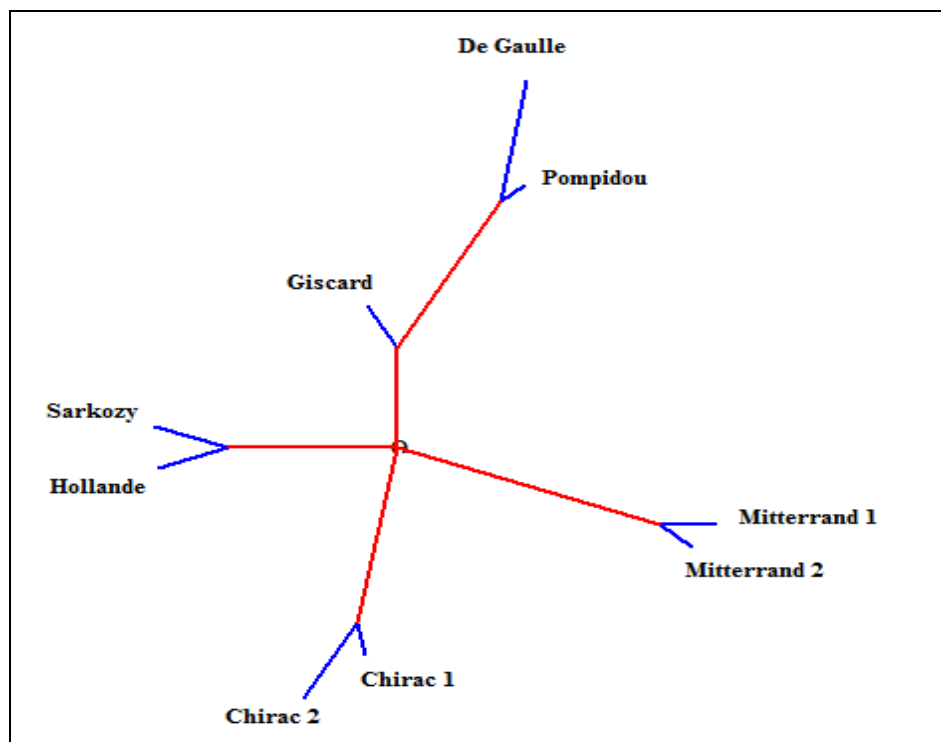 De Gaulle
Pompidou
Giscard
Sarkozy
Hollande
Mitterrand 1
Mitterrand 2
Chirac 1
Chirac 2